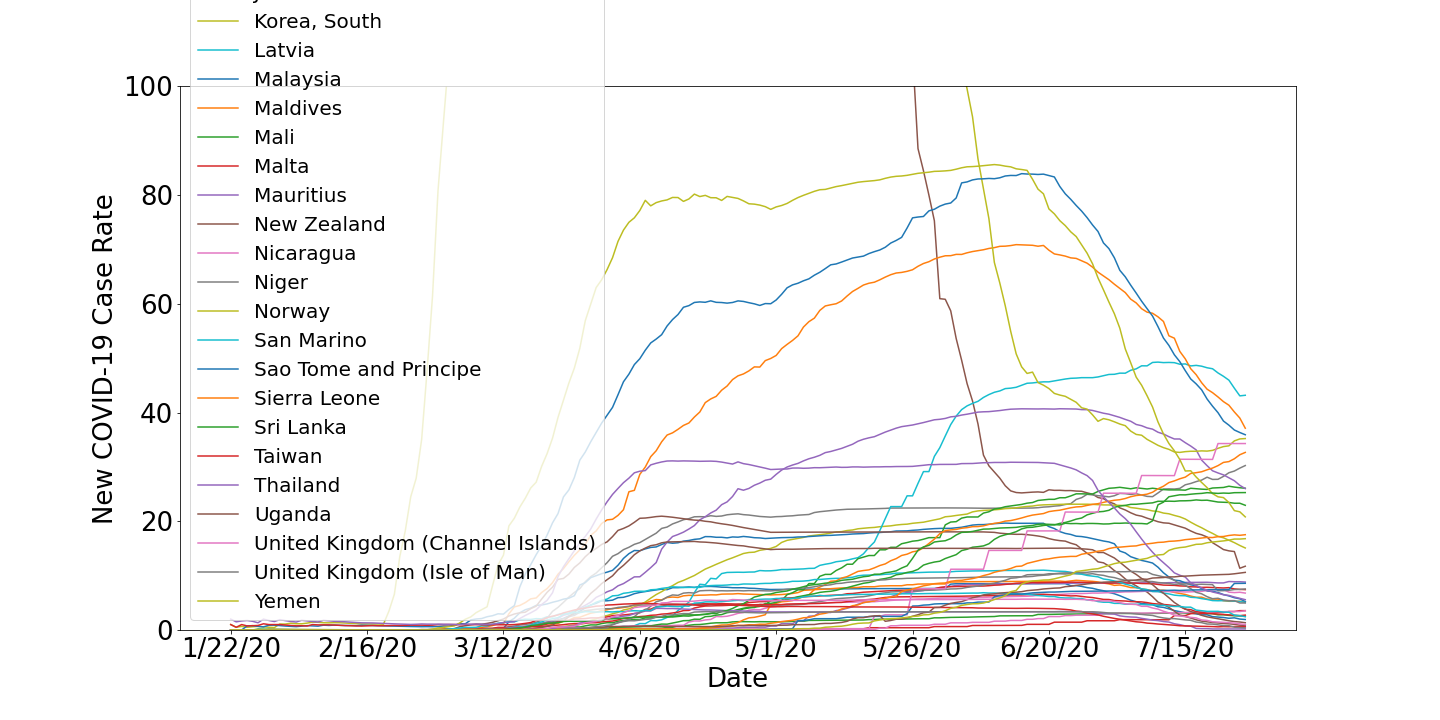 Korea, South
Latvia
Malaysia
Maldives
Mali
Malta
Mauritius
New Zealand
Nicaragua
Niger
Norway
San Marino
Sao Tome and Principe
Sierra Leone
Sri Lanka
Taiwan
Thailand
Uganda
United Kingdom (Channel Islands)
United Kingdom (Isle of Man)
Yemen
100
80
60
40
20
0
New COVID-19 Case Rate
1/22/20 2/16/20 3/12/20 4/6/20 5/1/20 5/26/20 6/20/20 7/15/20
Date